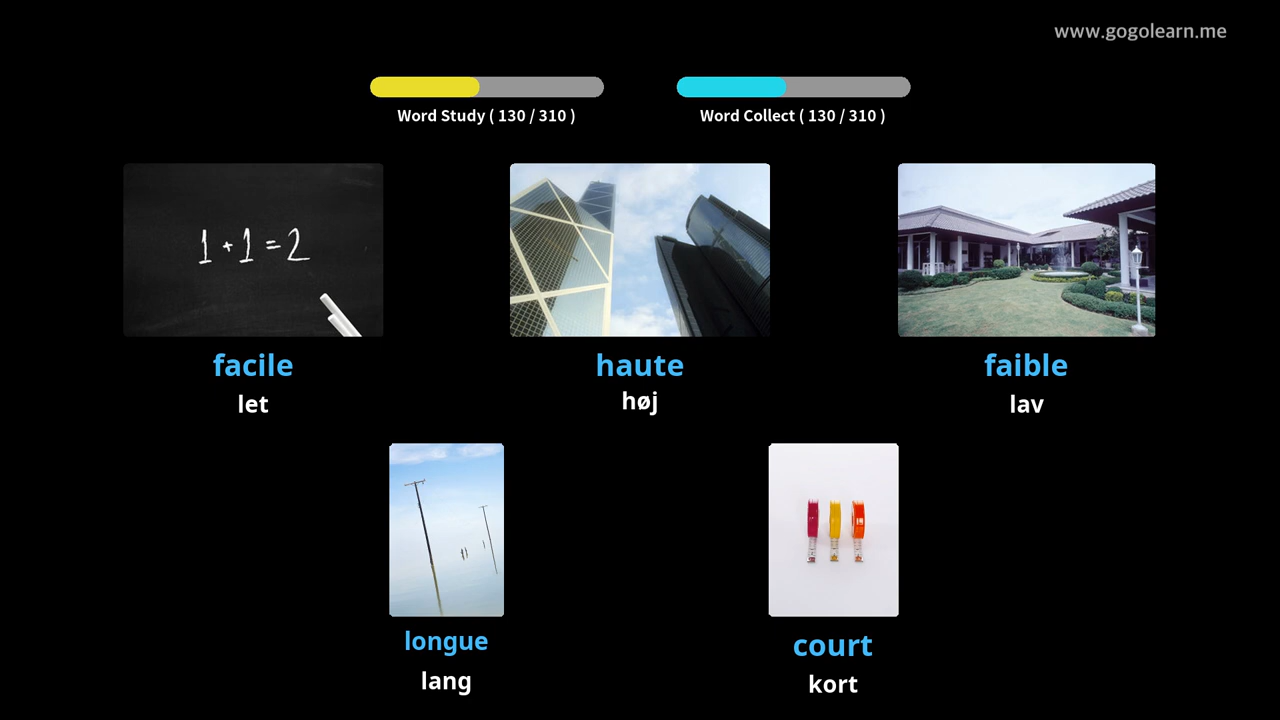 www.gogolearn.me
Word Study ( 130 / 310 )
Word Collect ( 130 / 310 )
1 + 1 = 2
facile
let
haute
høj
faible
lav
longue
lang
court
kort